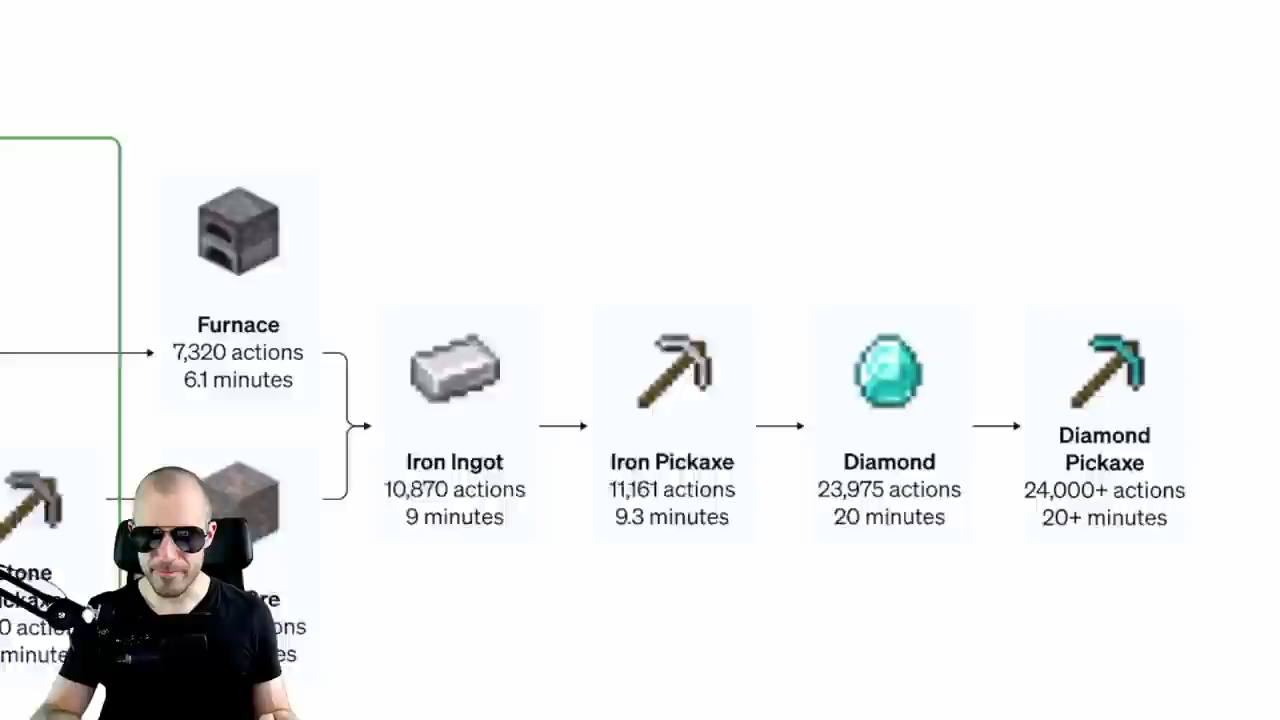 Furnace
7,320 actions
6.1 minutes
Iron Ingot
10,870 actions
9 minutes
Iron Pickaxe
11,161 actions
9.3 minutes
Diamond
23,975 actions
20 minutes
Diamond
Pickaxe
24,000+ actions
20+ minutes
Stone